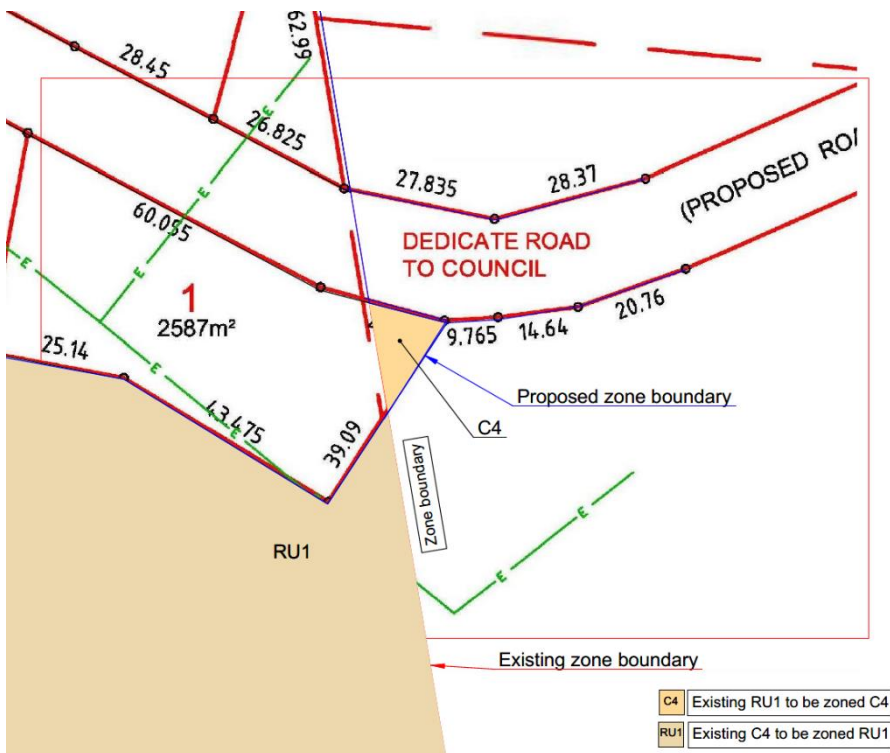 62.99
28.45
26.825
27.835
28.37
(PROPOSED ROA
60.055
E
E
E
E
E
DEDICATE ROAD
TO COUNCIL
1
2587m²
9.765
14.64
20.76
25.14
43.475
39.09
Proposed zone boundary
C4
Zone boundary
RU1
E
E
Existing zone boundary
C4 Existing RU1 to be zoned C4
RU1 Existing C4 to be zoned RU1